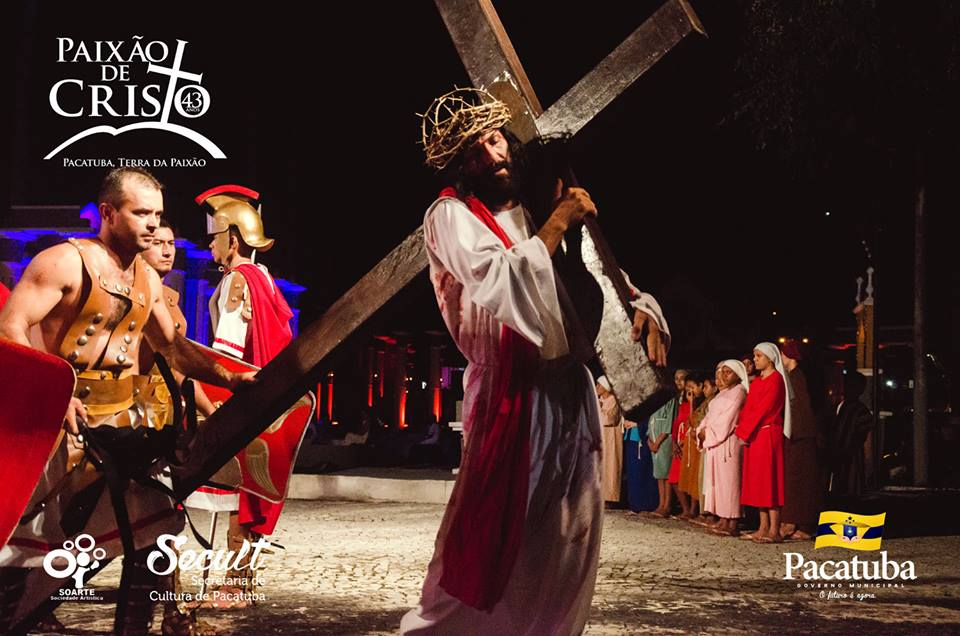 PAIXÃO
DE
CRISTO
43
ANOS
PACATUBA, TERRA DA PAIXÃO
SOARTE
Sociedade Artística
Secult
Secretaria de
Cultura de Pacatuba
Pacatuba
GOVERNO MUNICIPAL
O futuro é agora.